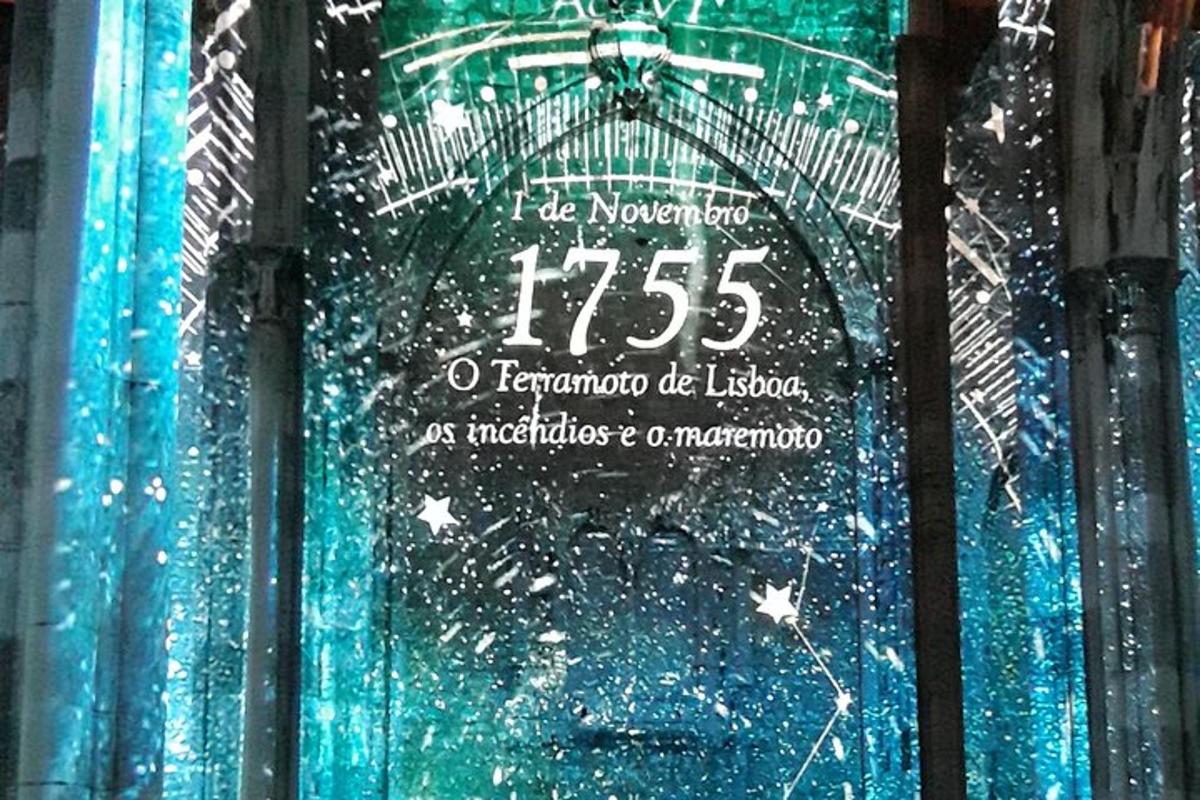 1 de Novembro
1755
O Terramoto de Lisboa,
os incêndios e o maremoto